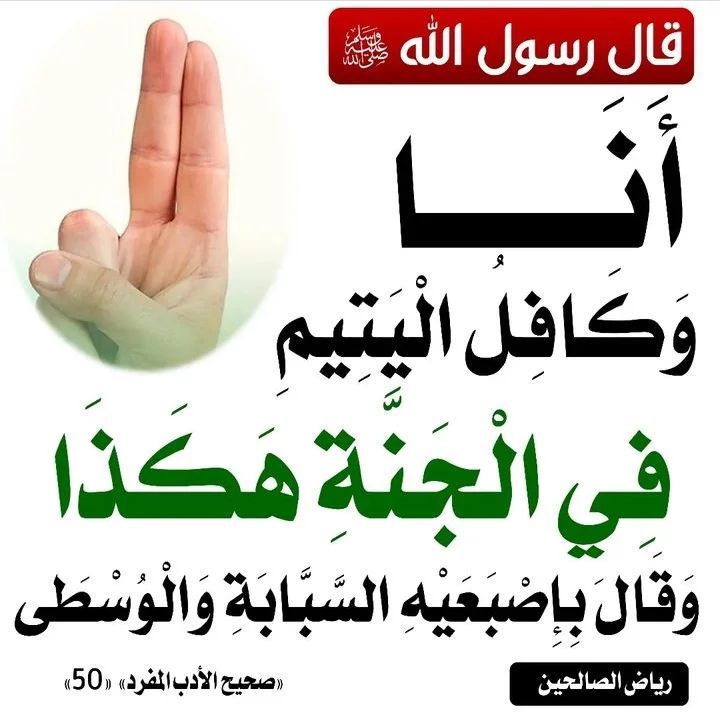 قال رسول الله ﷺ
أَنَــا
وَكَافِلُ الْيَتِيمِ
فِي الْجَنَّةِ هَكَذَا
وَقَالَ بِإِصْبَعَيْهِ السَّبَّابَةِ وَالْوُسْطَى
رياض الصالحين «صحيح الأدب المفرد» «50»